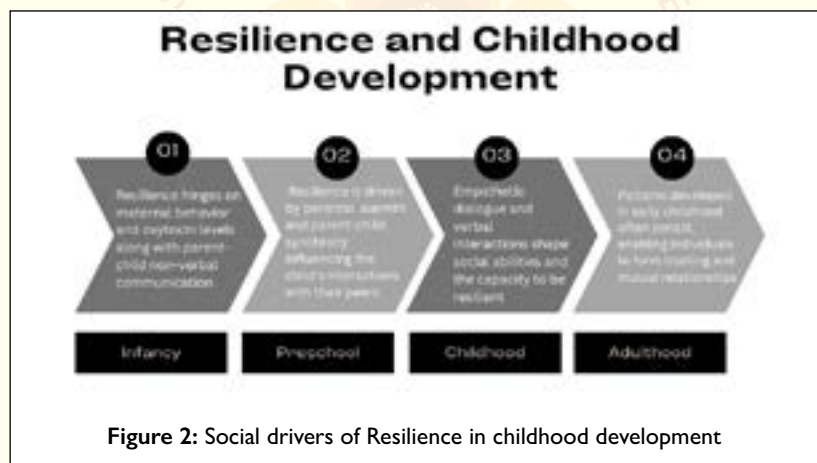 Resilience and Childhood
Development
01
02
03
04
Resilience hinges on
maternal behavior
and oxytocin levels
along with parent-
child non-verbal
communication
Resilience is driven
by parental warmth
and parent-child
synchrony
influencing the
child's interactions
with their peers
Empathetic
dialogue and
verbal
interactions shape
social abilities and
the capacity to be
resilient
Patterns developed
in early childhood
often persist,
enabling individuals
to form trusting and
mutual relationships
Infancy
Preschool
Childhood
Adulthood
Figure 2: Social drivers of Resilience in childhood development